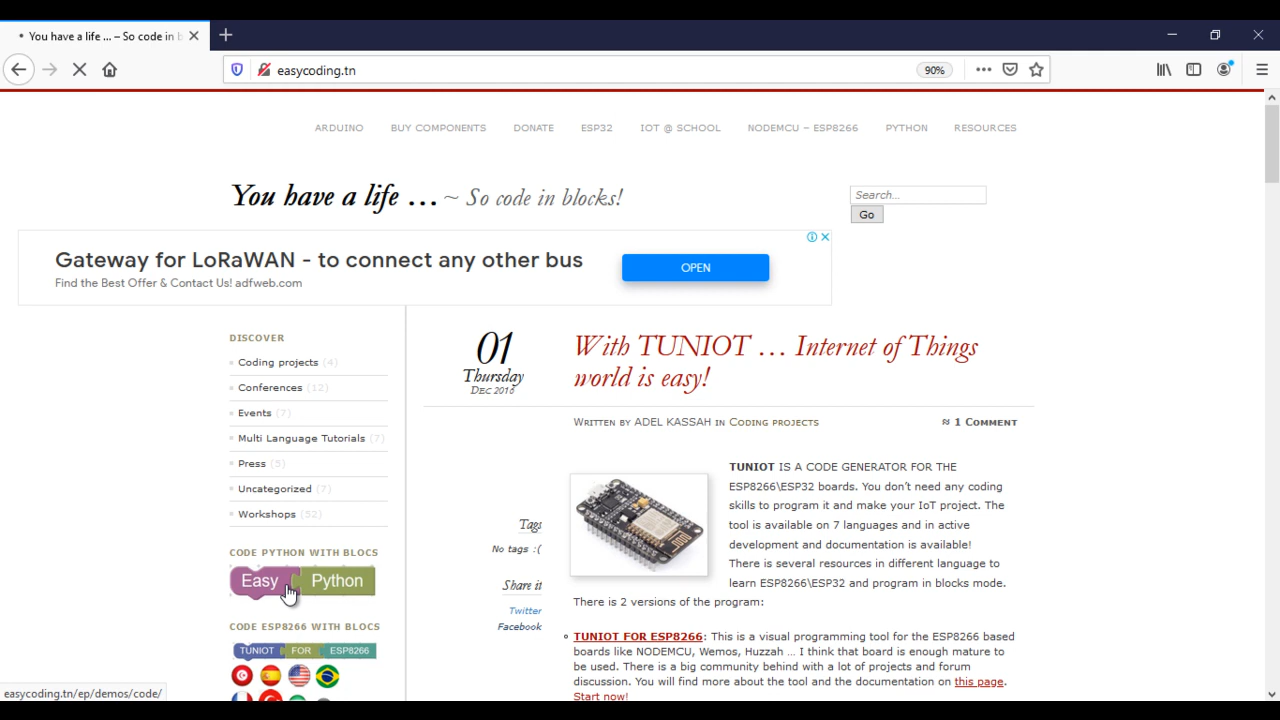 You have a life ... – So code in b
easycoding.tn
90%
ARDUINO BUY COMPONENTS DONATE ESP32 IOT @ SCHOOL NODEMCU – ESP8266 PYTHON RESOURCES
You have a life ... ~ So code in blocks!
Search...
Go
Gateway for LoRaWAN - to connect any other bus
Find the Best Offer & Contact Us! adfweb.com
OPEN
DISCOVER
Coding projects (4)
Conferences (12)
Events (7)
Multi Language Tutorials (7)
Press (5)
Uncategorized (7)
Workshops (52)
CODE PYTHON WITH BLOCS
Easy Python
CODE ESP8266 WITH BLOCS
TUNIOT FOR ESP8266
01
Thursday
DEC 2016
With TUNIOT ... Internet of Things
world is easy!
WRITTEN BY ADEL KASSAH IN CODING PROJECTS
≈ 1 COMMENT
Tags
No tags :(
Share it
Twitter
Facebook
TUNIOT IS A CODE GENERATOR FOR THE
ESP8266\ESP32 boards. You don't need any coding
skills to program it and make your IoT project. The
tool is available on 7 languages and in active
development and documentation is available!
There is several resources in different language to
learn ESP8266\ESP32 and program in blocks mode.
There is 2 versions of the program:
TUNIOT FOR ESP8266: This is a visual programming tool for the ESP8266 based
boards like NODEMCU, Wemos, Huzzah ... I think that board is enough mature to
be used. There is a big community behind with a lot of projects and forum
discussion. You will find more about the tool and the documentation on this page.
Start now!
easycoding.tn/ep/demos/code/